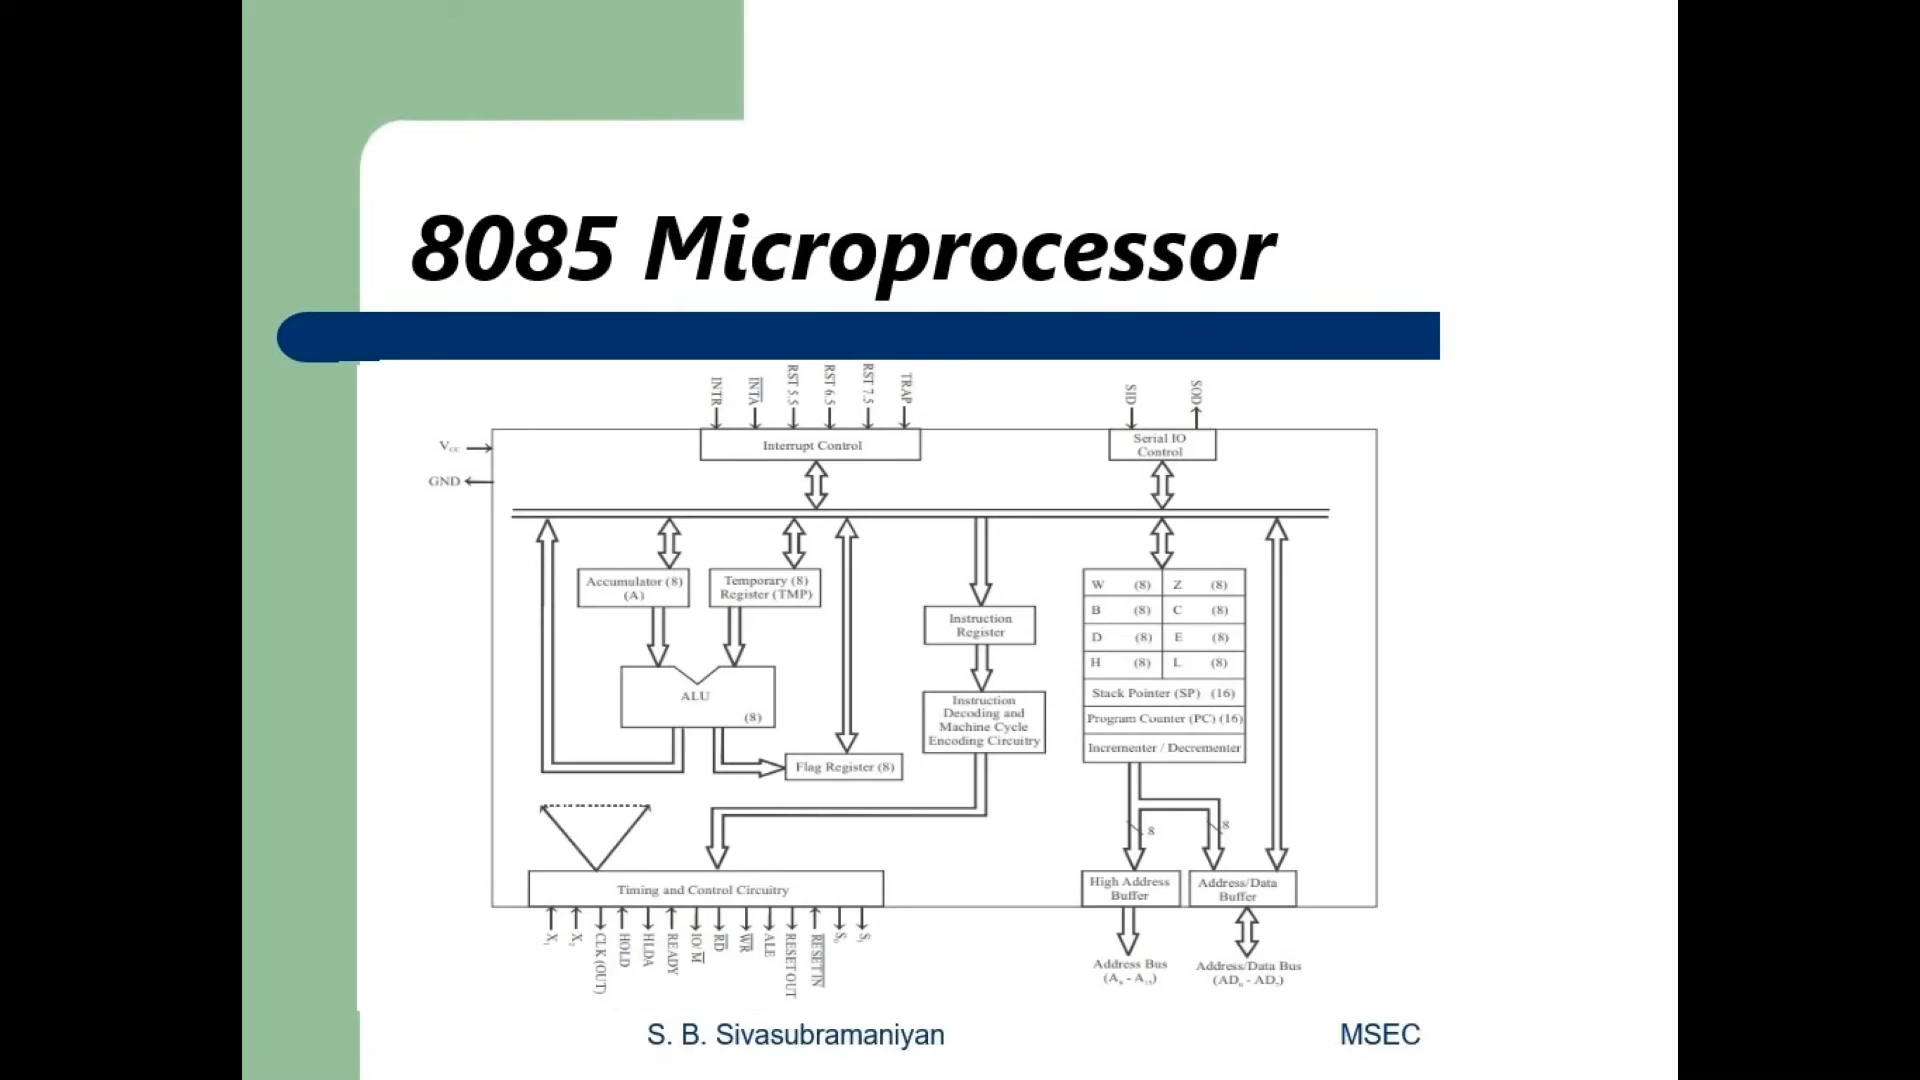 8085 Microprocessor
INTR
INTA
RST 5.5
RST 6.5
RST 7.5
TRAP
SID
SOD
Vcc
GND
Interrupt Control
Serial IO
Control
Accumulator (8)
(A)
Temporary (8)
Register (TMP)
Instruction
Register
W (8) Z (8)
B (8) C (8)
D (8) E (8)
H (8) L (8)
Stack Pointer (SP) (16)
Program Counter (PC) (16)
Incrementer / Decrementer
ALU
(8)
Instruction
Decoding and
Machine Cycle
Encoding Circuitry
Flag Register (8)
8
8
Timing and Control Circuitry
High Address
Buffer
Address/Data
Buffer
X₁
X₂
CLK (OUT)
HOLD
HLDA
READY
IO/M̅
R̅D̅
W̅R̅
ALE
RESET OUT
RESET IN
S₀
S₁
Address Bus
(A₈ - A₁₅)
Address/Data Bus
(AD₀ - AD₇)
S. B. Sivasubramaniyan
MSEC